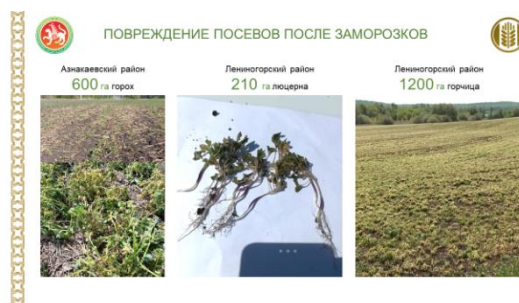 ПОВРЕЖДЕНИЕ ПОСЕВОВ ПОСЛЕ ЗАМОРОЗКОВ
Азнакаевский район
600 га горох
Лениногорский район
210 га люцерна
Лениногорский район
1200 га горчица